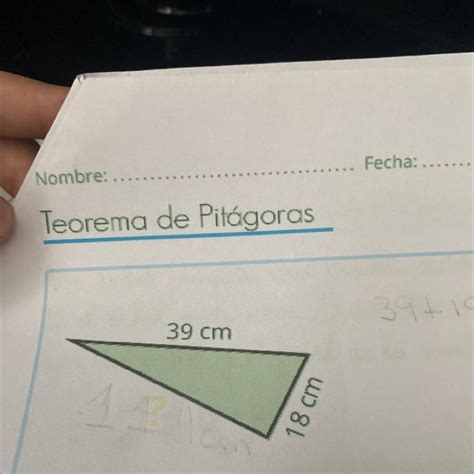 Nombre: ........................................ Fecha: .......
Teorema de Pitágoras
39 cm
18 cm
?